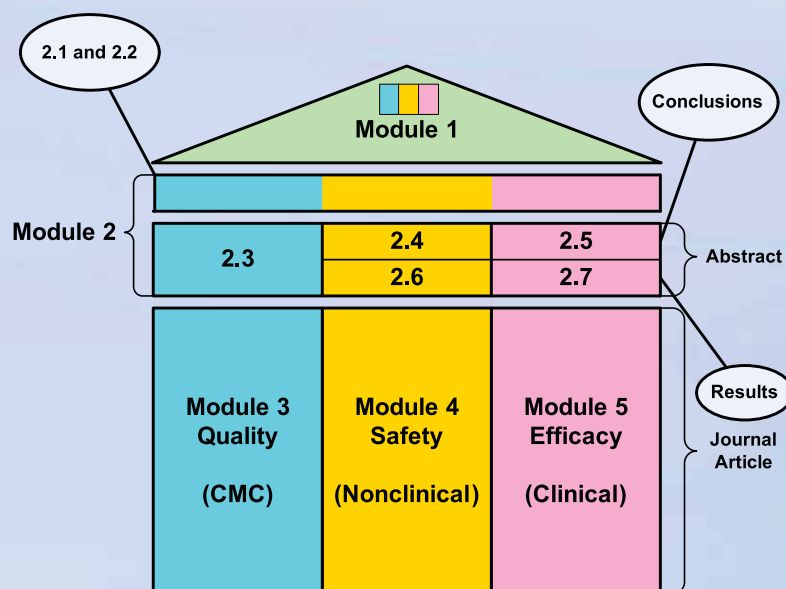 2.1 and 2.2
Conclusions
Module 1
Module 2
2.3
2.4
2.5
2.6
2.7
Abstract
Results
Module 3
Quality
(CMC)
Module 4
Safety
(Nonclinical)
Module 5
Efficacy
(Clinical)
Journal
Article